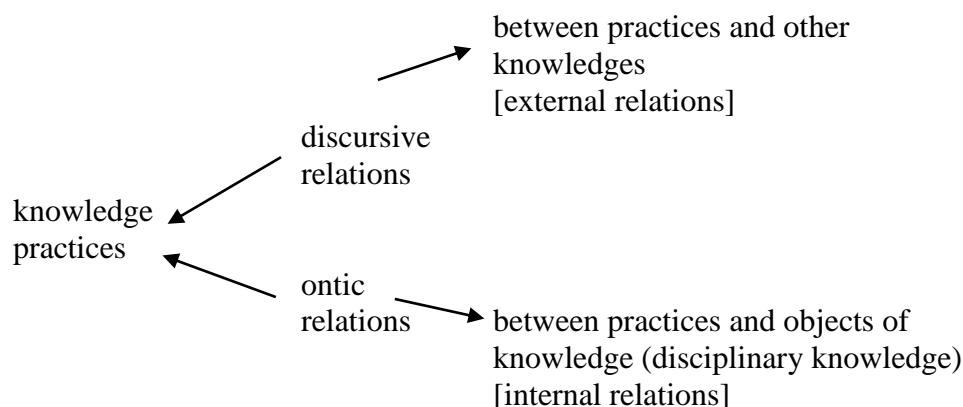 between practices and other
knowledges
[external relations]
discursive
relations
knowledge
practices
ontic
relations
between practices and objects of
knowledge (disciplinary knowledge)
[internal relations]